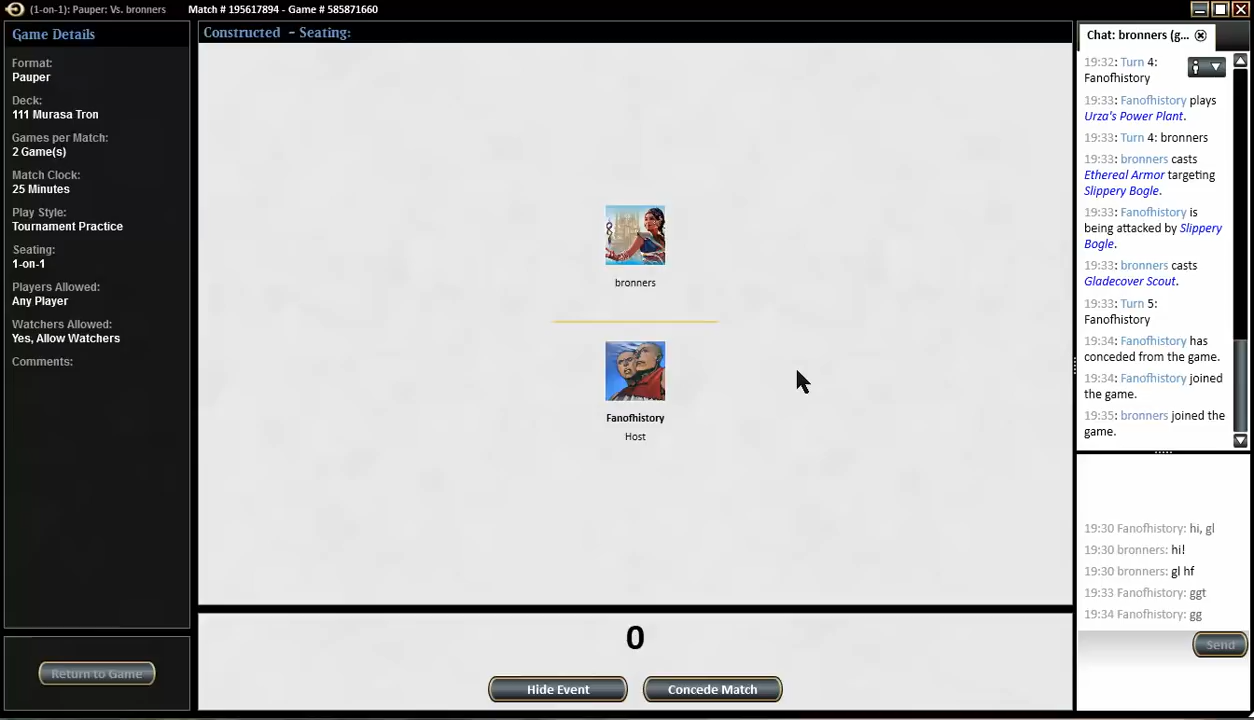 (1-on-1): Pauper: Vs. bronners Match # 195617894 - Game # 585871660
Game Details
Format:
Pauper
Deck:
111 Murasa Tron
Games per Match:
2 Game(s)
Match Clock:
25 Minutes
Play Style:
Tournament Practice
Seating:
1-on-1
Players Allowed:
Any Player
Watchers Allowed:
Yes, Allow Watchers
Comments:
Return to Game
Constructed - Seating:
bronners
Fanofhistory
Host
0
Hide Event
Concede Match
Chat: bronners (g...
19:32: Turn 4:
Fanofhistory
19:33: Fanofhistory plays
Urza's Power Plant.
19:33: Turn 4: bronners
19:33: bronners casts
Ethereal Armor targeting
Slippery Bogle.
19:33: Fanofhistory is
being attacked by Slippery
Bogle.
19:33: bronners casts
Gladecover Scout.
19:33: Turn 5:
Fanofhistory
19:34: Fanofhistory has
conceded from the game.
19:34: Fanofhistory joined
the game.
19:35: bronners joined the
game.
19:30 Fanofhistory: hi, gl
19:30 bronners: hi!
19:30 bronners: gl hf
19:33 Fanofhistory: ggt
19:34 Fanofhistory: gg
Send